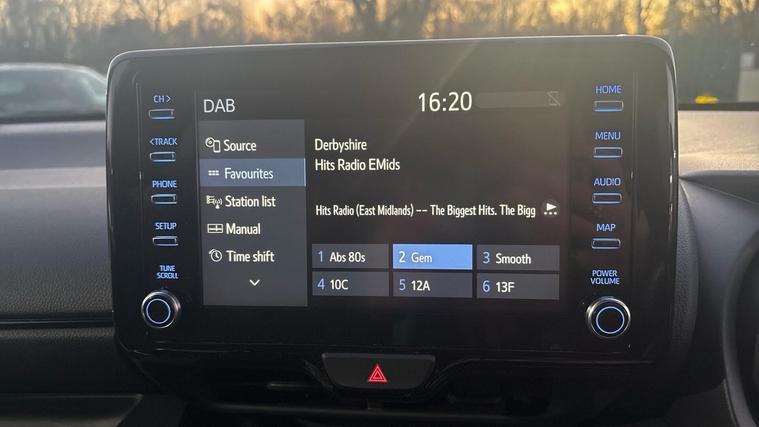 CH >
< TRACK
PHONE
SETUP
TUNE
SCROLL
DAB
16:20
Source
Favourites
Station list
Manual
Time shift
Derbyshire
Hits Radio EMids
Hits Radio (East Midlands) -- The Biggest Hits. The Bigg
1 Abs 80s
2 Gem
3 Smooth
4 10C
5 12A
6 13F
HOME
MENU
AUDIO
MAP
POWER
VOLUME